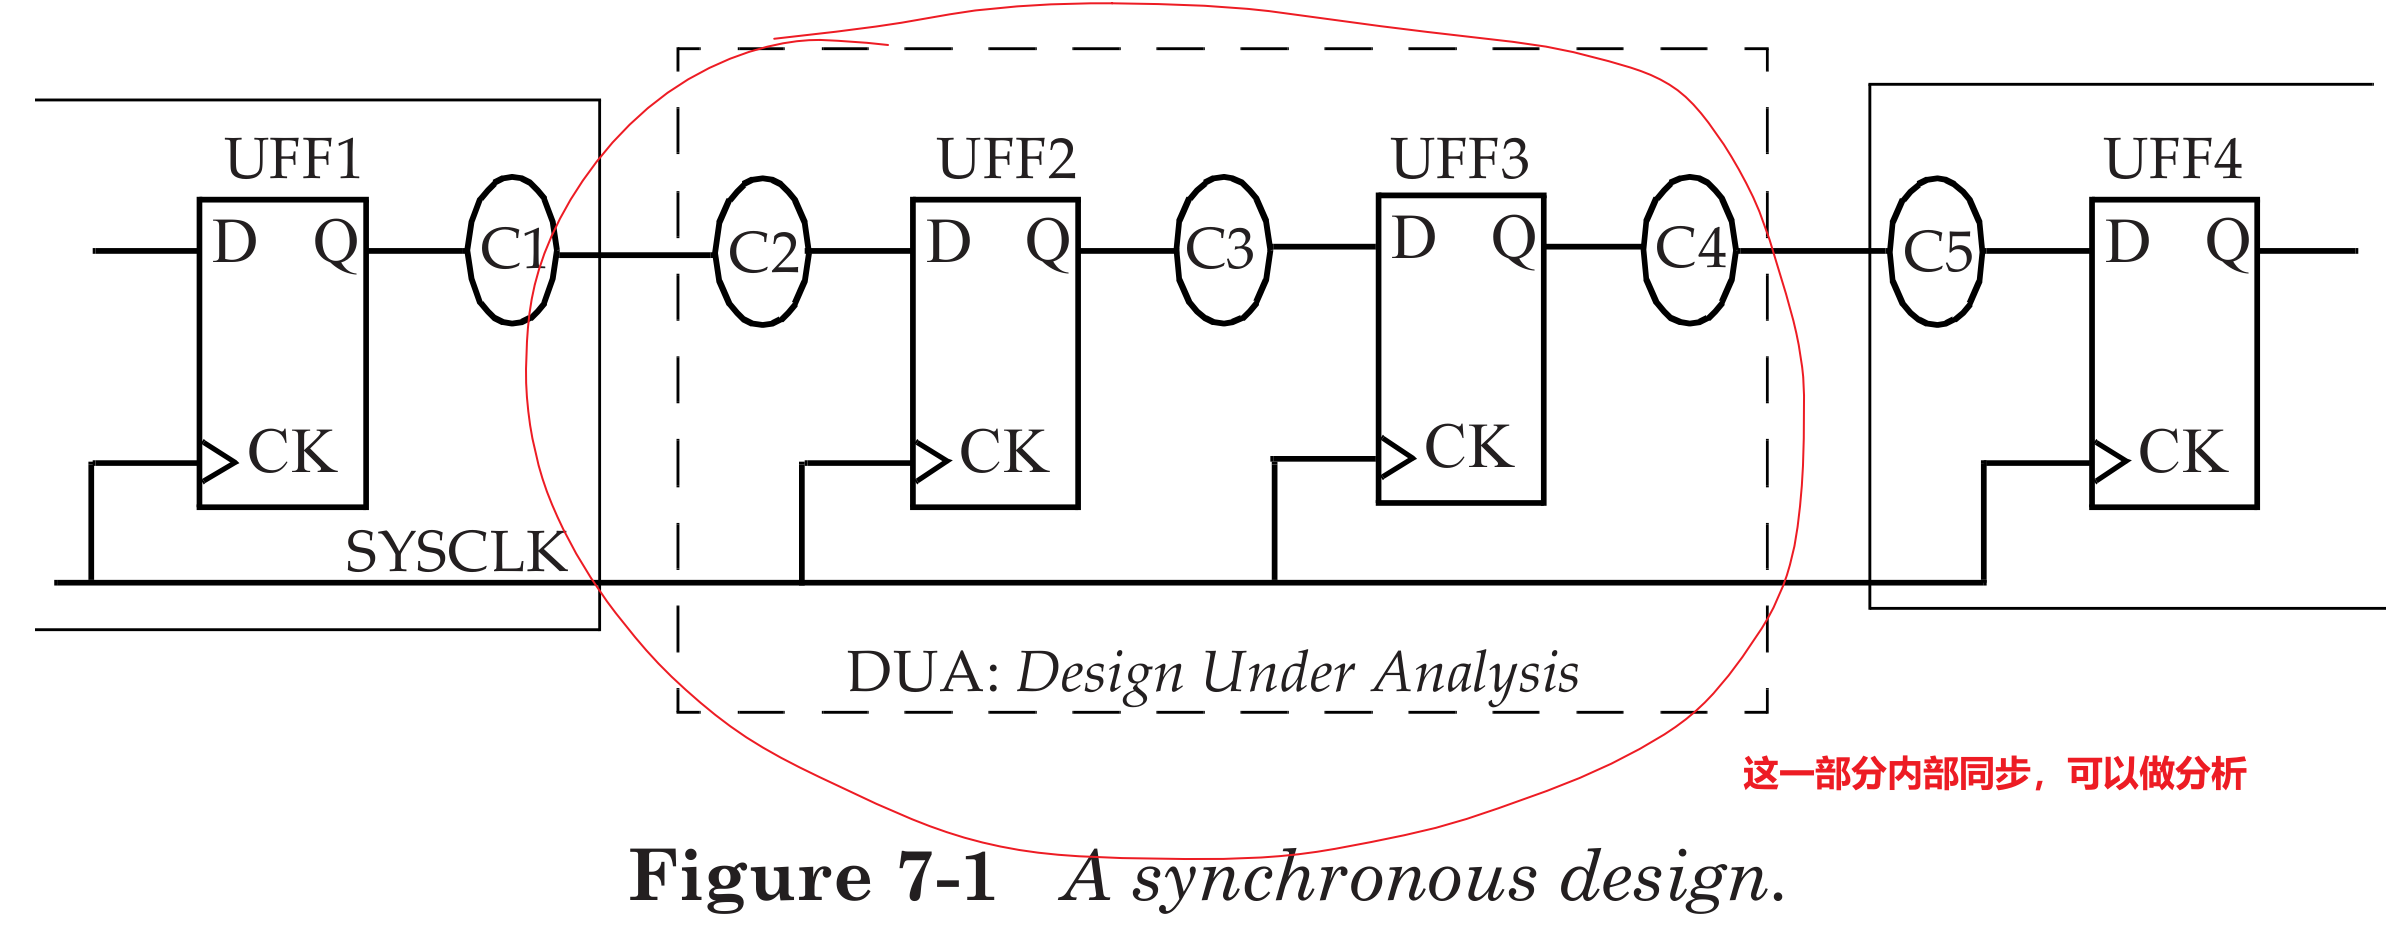 UFF1 UFF2 UFF3 UFF4
D Q C1 C2 D Q C3 D Q C4 C5 D Q
CK CK CK CK
SYSCLK
DUA: Design Under Analysis
这一部分内部同步，可以做分析
Figure 7-1 A synchronous design.